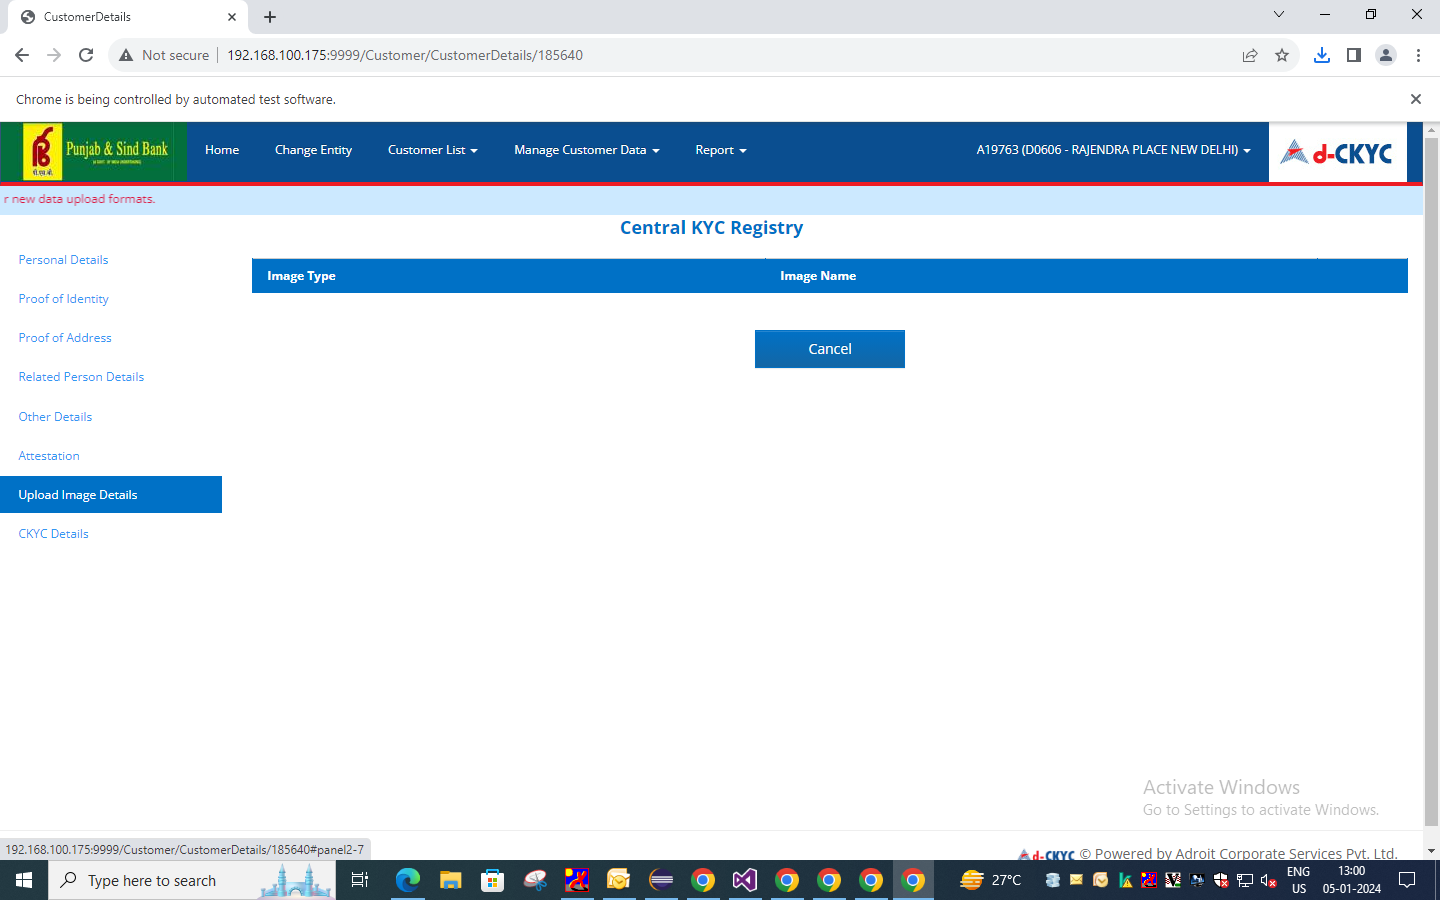 CustomerDetails
Not secure
192.168.100.175:9999/Customer/CustomerDetails/185640
Chrome is being controlled by automated test software.
Punjab & Sind Bank
पी.एस.बी.
Home
Change Entity
Customer List
Manage Customer Data
Report
A19763 (D0606 - RAJENDRA PLACE NEW DELHI)
d-CKYC
r new data upload formats.
Central KYC Registry
Personal Details
Proof of Identity
Proof of Address
Related Person Details
Other Details
Attestation
Upload Image Details
CKYC Details
Image Type
Image Name
Cancel
Activate Windows
Go to Settings to activate Windows.
192.168.100.175:9999/Customer/CustomerDetails/185640#panel2-7
d-CKYC © Powered by Adroit Corporate Services Pvt. Ltd.
Type here to search
27°C
ENG
US
13:00
05-01-2024